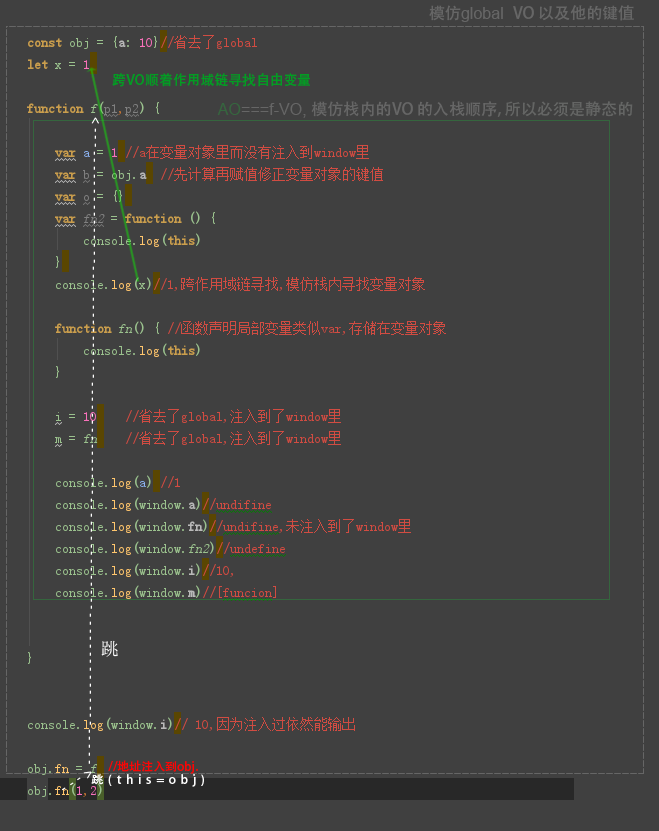 模仿global  VO 以及他的键值
const obj = {a: 10}//省去了global
let x = 1
跨VO顺着作用域链寻找自由变量
function f(p1,p2) {
AO===f-VO, 模仿栈内的VO 的入栈顺序, 所以必须是静态的
var a = 1 //a在变量对象里而没有注入到window里
var b = obj.a  //先计算再赋值修正变量对象的键值
var o = {}
var fn2 = function () {
console.log(this)
}
console.log(x)//1,跨作用域链寻找,模仿栈内寻找变量对象
function fn() { //函数声明局部变量类似var,存储在变量对象
console.log(this)
}
i = 10    //省去了global,注入到了window里
m = fn    //省去了global,注入到了window里
console.log(a) //1
console.log(window.a)//undifine
console.log(window.fn)//undifine,未注入到了window里
console.log(window.fn2)//undefine
console.log(window.i)//10,
console.log(window.m)//[funcion]
跳
}
console.log(window.i)// 10,因为注入过依然能输出
obj.fn = f //地址注入到obj
跳(this=obj)
obj.fn(1,2)